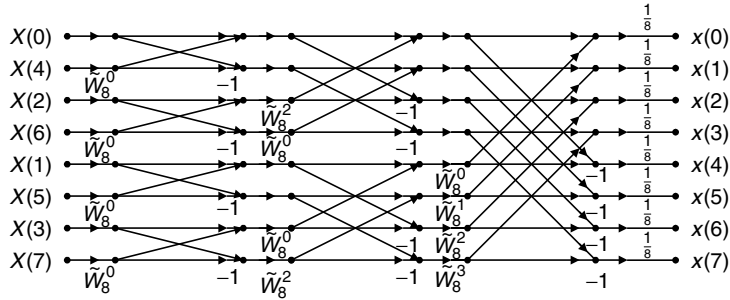 1/8
X(0) x(0)
1/8
X(4) x(1)
W̃₈⁰ -1 1/8
X(2) x(2)
W̃₈² -1 1/8
X(6) x(3)
W̃₈⁰ -1 W̃₈⁰ -1 1/8
X(1) x(4)
W̃₈⁰ -1 1/8
X(5) x(5)
W̃₈⁰ -1 W̃₈¹ -1 1/8
X(3) x(6)
W̃₈⁰ -1 W̃₈² -1 1/8
X(7) x(7)
W̃₈⁰ -1 W̃₈² -1 W̃₈³ -1